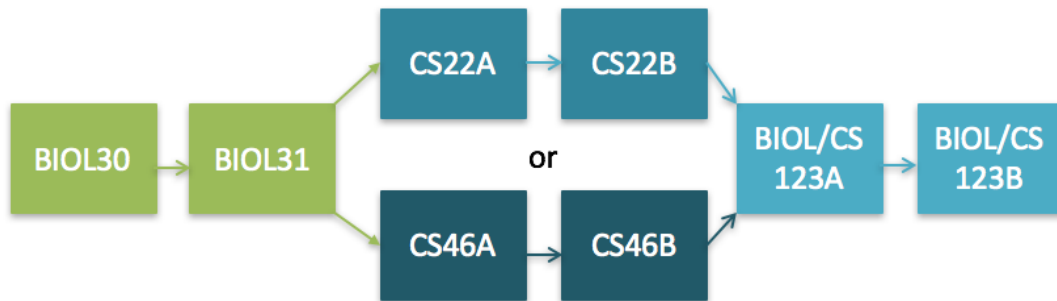 BIOL30
BIOL31
CS22A
CS22B
or
CS46A
CS46B
BIOL/CS
123A
BIOL/CS
123B